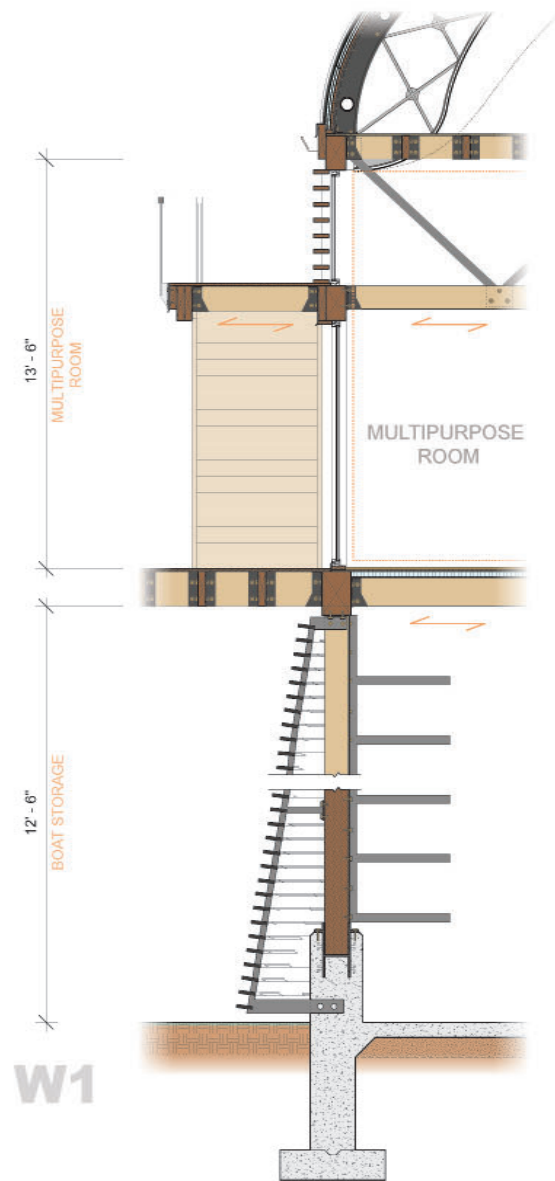 13' - 6"
MULTIPURPOSE
ROOM
MULTIPURPOSE
ROOM
12' - 6"
BOAT STORAGE
W1